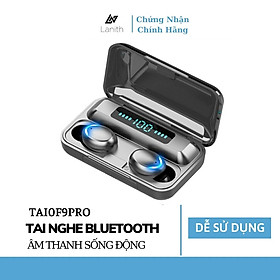 Lanith
Chứng Nhận
Chính Hãng
100
TAI0F9PRO
TAI NGHE BLUETOOTH
ÂM THANH SỐNG ĐỘNG
DỄ SỬ DỤNG